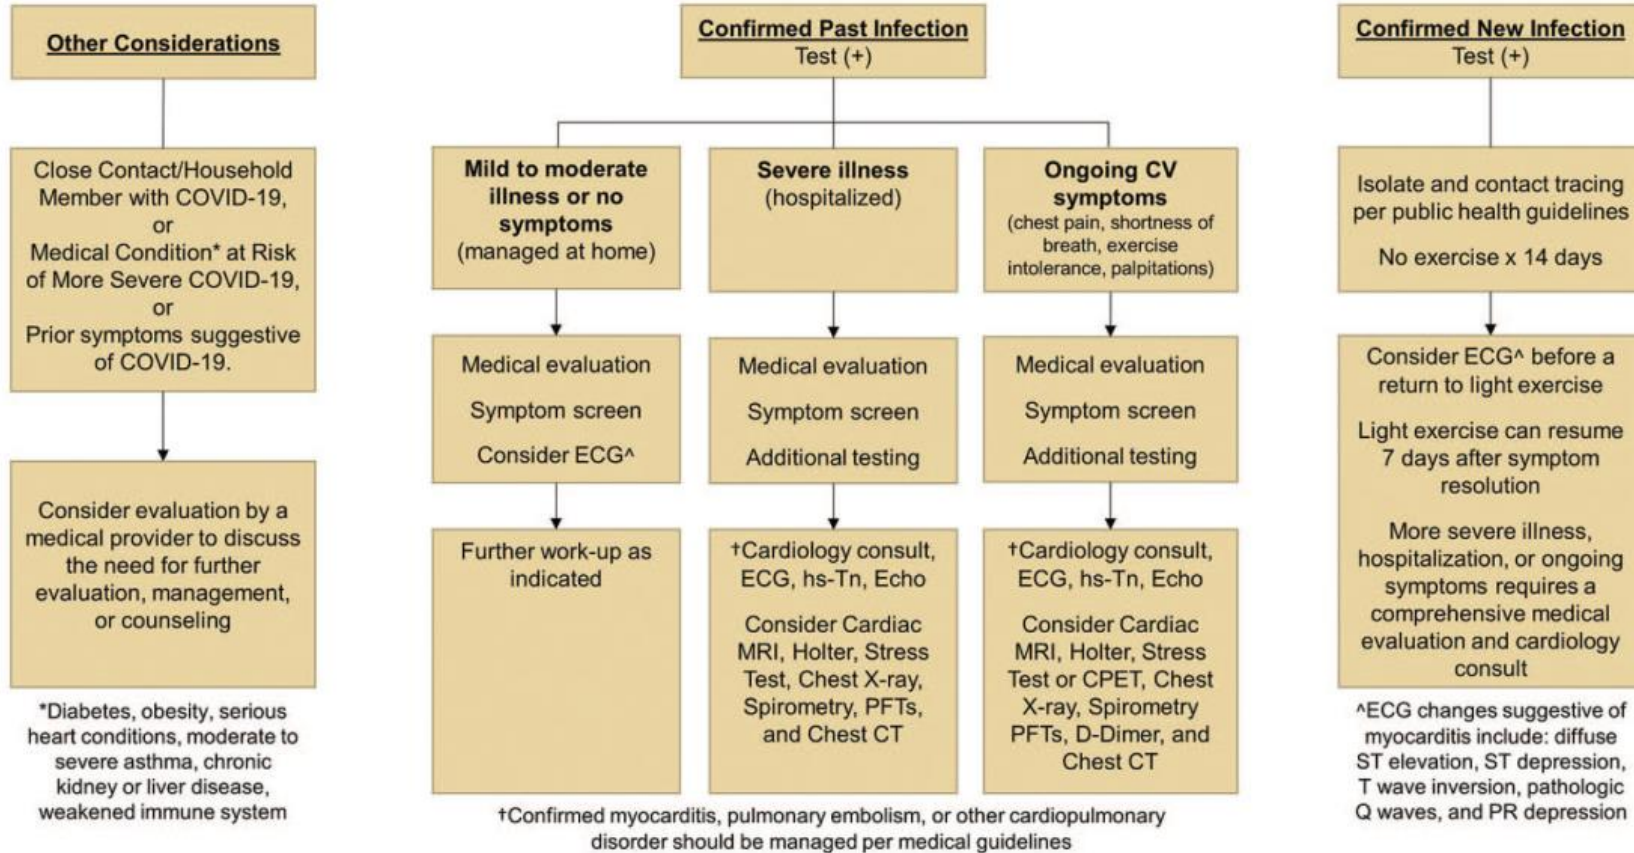 Other Considerations
Close Contact/Household
Member with COVID-19,
or
Medical Condition* at Risk
of More Severe COVID-19,
or
Prior symptoms suggestive
of COVID-19.
Consider evaluation by a
medical provider to discuss
the need for further
evaluation, management,
or counseling
*Diabetes, obesity, serious
heart conditions, moderate to
severe asthma, chronic
kidney or liver disease,
weakened immune system
Confirmed Past Infection
Test (+)
Mild to moderate
illness or no
symptoms
(managed at home)
Medical evaluation
Symptom screen
Consider ECG^
Further work-up as
indicated
Severe illness
(hospitalized)
Medical evaluation
Symptom screen
Additional testing
†Cardiology consult,
ECG, hs-Tn, Echo
Consider Cardiac
MRI, Holter, Stress
Test, Chest X-ray,
Spirometry, PFTs,
and Chest CT
Ongoing CV
symptoms
(chest pain, shortness of
breath, exercise
intolerance, palpitations)
Medical evaluation
Symptom screen
Additional testing
†Cardiology consult,
ECG, hs-Tn, Echo
Consider Cardiac
MRI, Holter, Stress
Test or CPET, Chest
X-ray, Spirometry
PFTs, D-Dimer, and
Chest CT
†Confirmed myocarditis, pulmonary embolism, or other cardiopulmonary
disorder should be managed per medical guidelines
Confirmed New Infection
Test (+)
Isolate and contact tracing
per public health guidelines
No exercise x 14 days
Consider ECG^ before a
return to light exercise
Light exercise can resume
7 days after symptom
resolution
More severe illness,
hospitalization, or ongoing
symptoms requires a
comprehensive medical
evaluation and cardiology
consult
^ECG changes suggestive of
myocarditis include: diffuse
ST elevation, ST depression,
T wave inversion, pathologic
Q waves, and PR depression